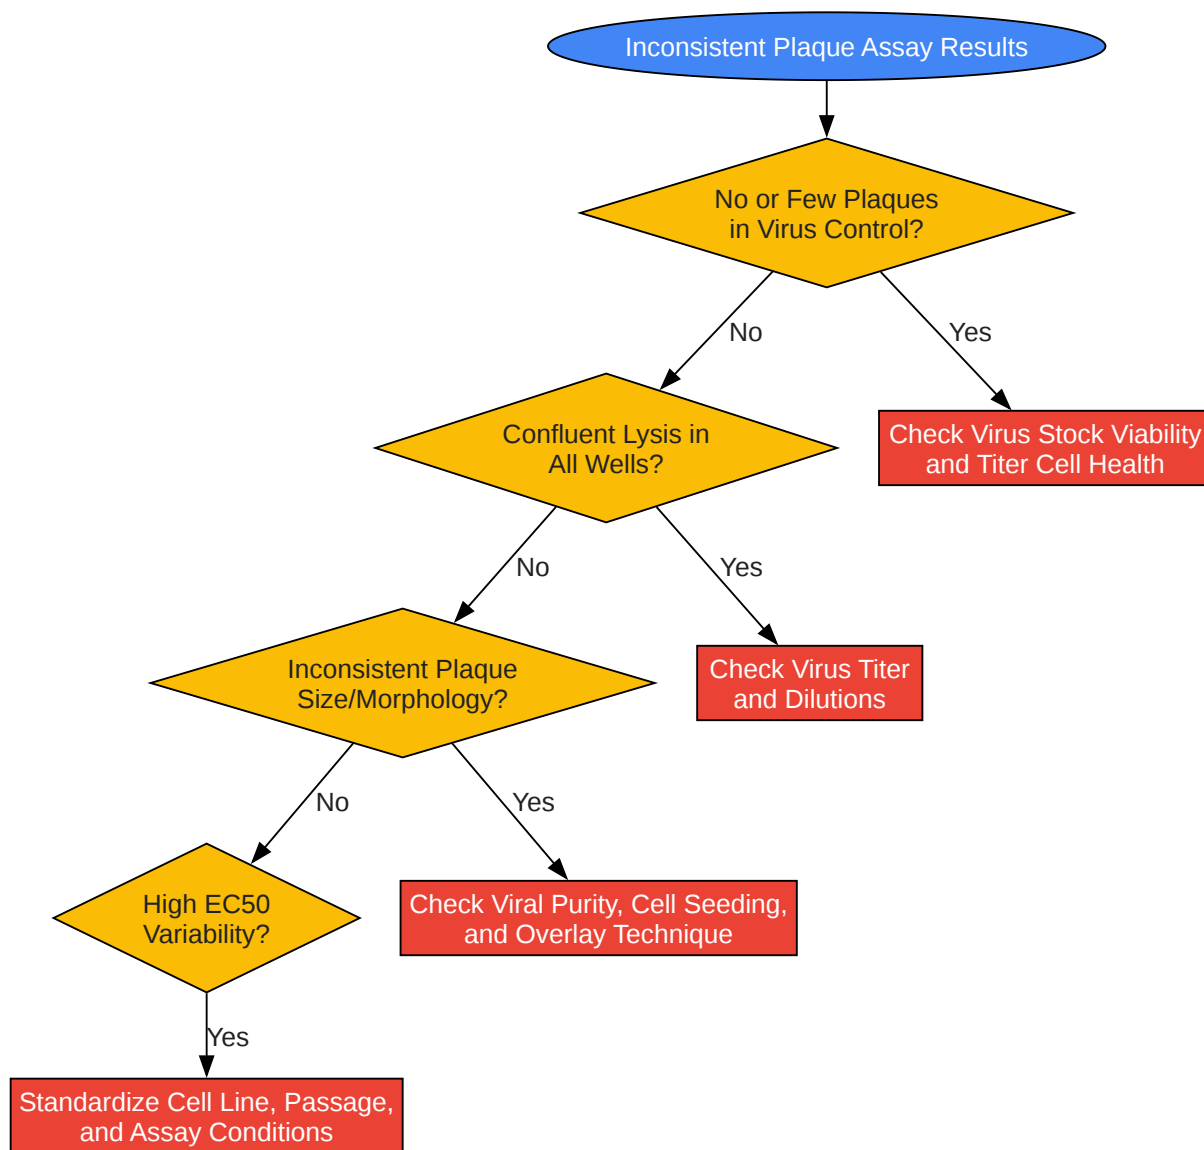 Inconsistent Plaque Assay Results
No or Few Plaques
in Virus Control?
No
Yes
Confluent Lysis in
All Wells?
Check Virus Stock Viability
and Titer Cell Health
No
Yes
Inconsistent Plaque
Size/Morphology?
Check Virus Titer
and Dilutions
No
Yes
High EC50
Variability?
Check Viral Purity, Cell Seeding,
and Overlay Technique
Yes
Standardize Cell Line, Passage,
and Assay Conditions